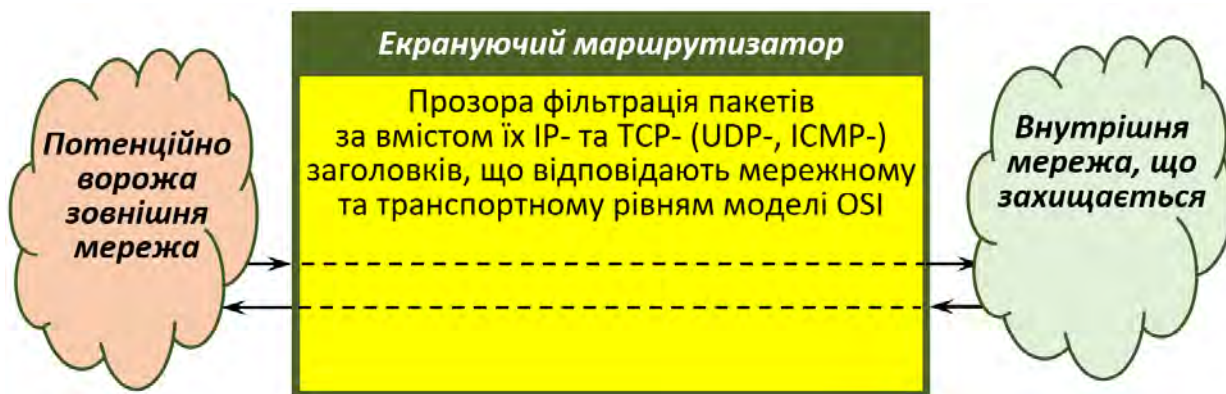 Екрануючий маршрутизатор
Потенційно
ворожа
зовнішня
мережа
Прозора фільтрація пакетів
за вмістом їх IP- та TCP- (UDP-, ICMP-)
заголовків, що відповідають мережному
та транспортному рівням моделі OSI
Внутрішня
мережа, що
захищається